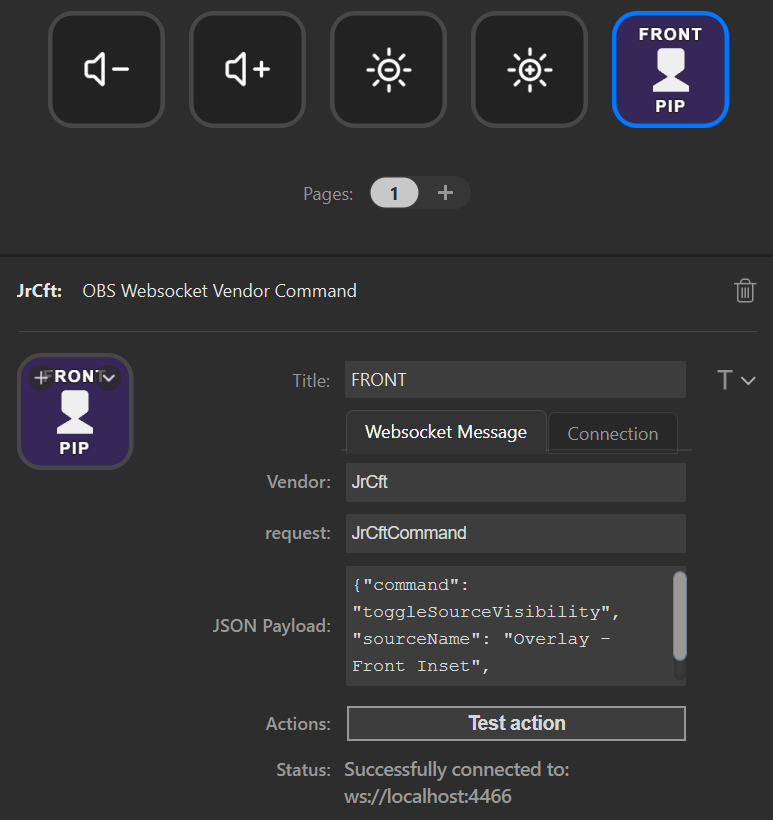 FRONT
PIP
Pages: 1 +
JrCft: OBS Websocket Vendor Command
FRONT
PIP
Title: FRONT
T
Websocket Message Connection
Vendor: JrCft
request: JrCftCommand
JSON Payload:
{"command":
"toggleSourceVisibility",
"sourceName": "Overlay -
Front Inset",
Actions: Test action
Status: Successfully connected to:
ws://localhost:4466